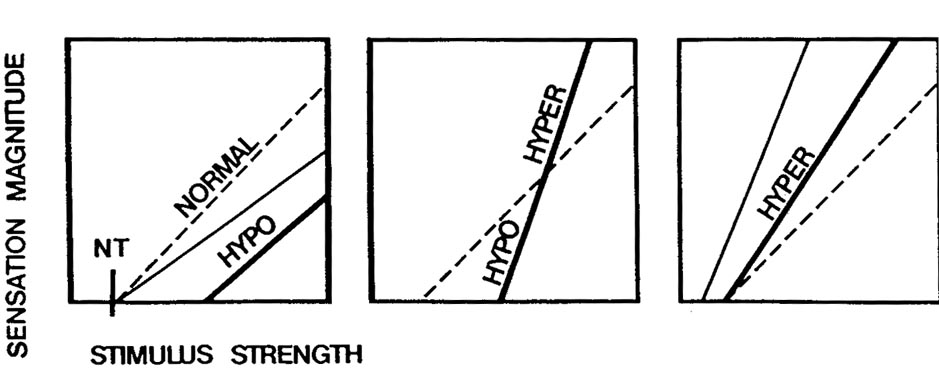 SENSATION MAGNITUDE
NORMAL
NT
HYPO
HYPER
HYPO
HYPER
STIMULUS STRENGTH